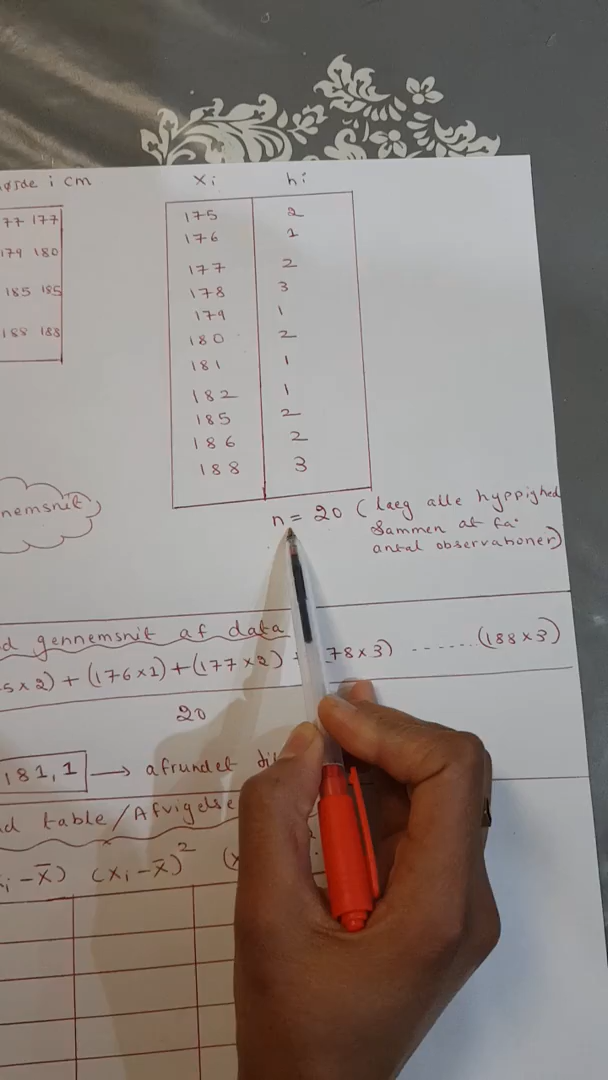 i cm
xi hi
77 177
179 180
185 185
188 188
175 2
176 1
177 2
178 3
179 1
180 2
181 1
182 1
185 2
186 2
188 3
n = 20 (læg alle hyppighed
sammen at få
antal observationer)
nemsnit
d gennemsnit af data
5x2) + (176x1) + (177x2) + 78x3) ...... (188x3)
20
181,1 → afrundet
d table/Afvigelse
i - x̄) (xi - x̄)²